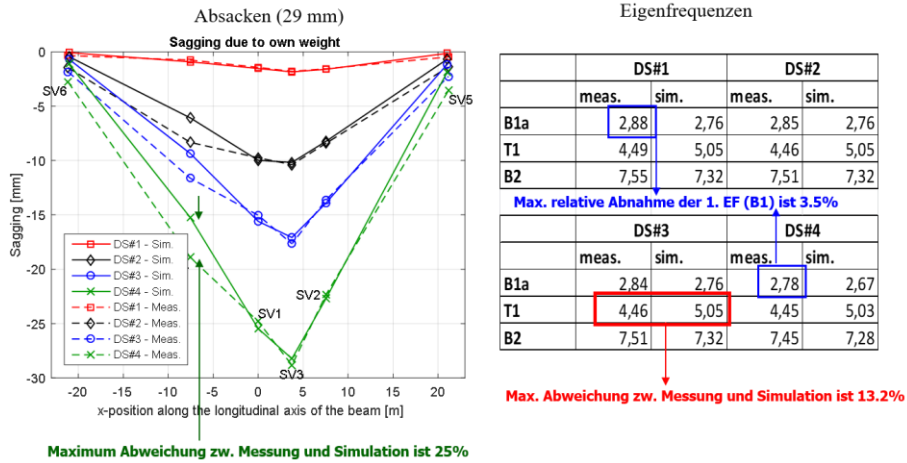 Absacken (29 mm)
Sagging due to own weight
0
-5
-10
-15
-20
-25
-30
Sagging [mm]
-20
-10
0
10
20
x-position along the longitudinal axis of the beam [m]
SV6
SV5
SV1
SV2
SV3
DS#1 - Sim.
DS#2 - Sim.
DS#3 - Sim.
DS#4 - Sim.
DS#1 - Meas.
DS#2 - Meas.
DS#3 - Meas.
DS#4 - Meas.
Maximum Abweichung zw. Messung und Simulation ist 25%
Eigenfrequenzen
DS#1 DS#2
meas. sim. meas. sim.
B1a 2,88 2,76 2,85 2,76
T1 4,49 5,05 4,46 5,05
B2 7,55 7,32 7,51 7,32
Max. relative Abnahme der 1. EF (B1) ist 3.5%
DS#3 DS#4
meas. sim. meas. sim.
B1a 2,84 2,76 2,78 2,67
T1 4,46 5,05 4,45 5,03
B2 7,51 7,32 7,45 7,28
Max. Abweichung zw. Messung und Simulation ist 13.2%